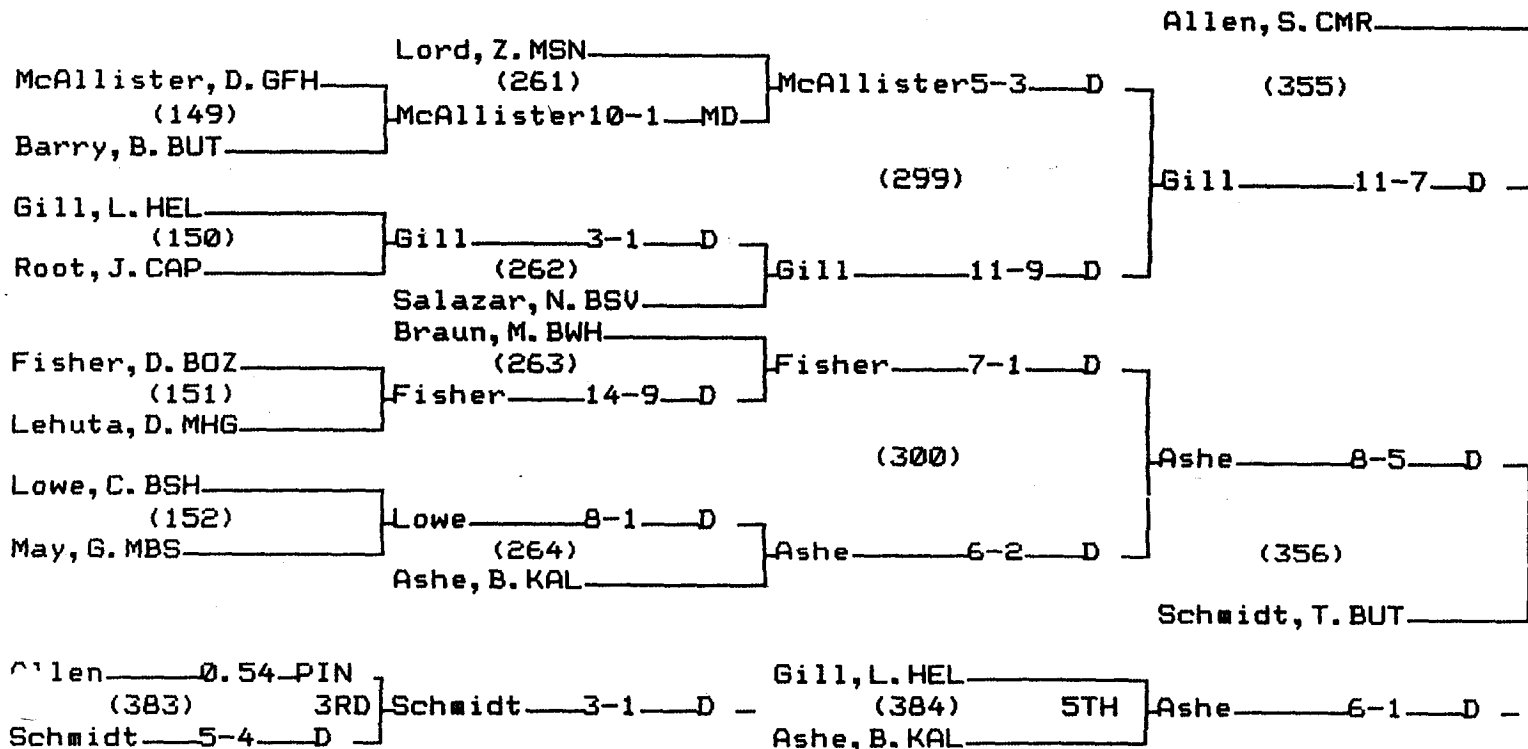 Allen, S. CMR
Lord, Z. MSN
McAllister, D. GFH (261) McAllister 5-3 D (355)
(149) McAllister 10-1 MD
Barry, B. BUT
(299) Gill 11-7 D
Gill, L. HEL
(150) Gill 3-1 D
Root, J. CAP (262) Gill 11-9 D
Salazar, N. BSV
Braun, M. BWH
Fisher, D. BOZ (263) Fisher 7-1 D
(151) Fisher 14-9 D
Lehuta, D. MHG
(300) Ashe 8-5 D
Lowe, C. BSH
(152) Lowe 8-1 D
May, G. MBS (264) Ashe 6-2 D (356)
Ashe, B. KAL
Schmidt, T. BUT
0.54 PIN Gill, L. HEL
(383) 3RD Schmidt 3-1 D (384) 5TH Ashe 6-1 D
Schmidt 5-4 D Ashe, B. KAL